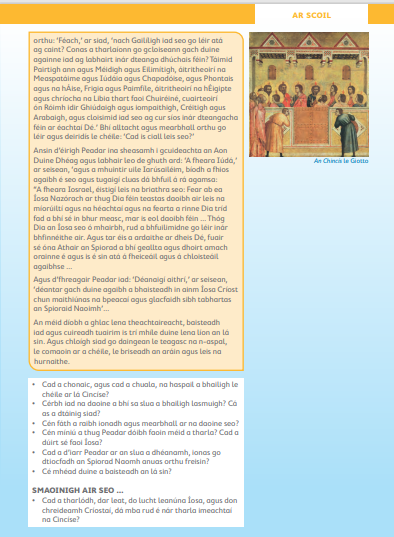 AR SCOIL
orthu: ‘Féach,’ ar siad, ‘nach Gaililigh iad seo go léir atá
ag caint? Conas a tharlaíonn go gcloiseann gach duine
againne iad ag labhairt inár dteanga dhúchais féin? Táimid
Pairtigh ann agus Méidigh agus Eilimítigh, áitritheoirí na
Measpatáime agus Iúdáia agus Chapadóise, agus Phontais
agus na hÁise, Frigia agus Paimfile, áitritheoirí na hÉigipte
agus chríocha na Libia thart faoi Chuiréiné, cuairteoirí
ón Róimh idir Ghiúdaigh agus iompaithigh, Créitigh agus
Arabaigh, agus cloisimid iad seo ag cur síos inár dteangacha
féin ar éachtaí Dé.’ Bhí alltacht agus mearbhall orthu go
léir agus deiridís le chéile: ‘Cad is ciall leis seo?’
Ansin d’éirigh Peadar ina sheasamh i gcuideachta an Aon
Duine Dhéag agus labhair leo de ghuth ard: ‘A fheara Iúdá,’
ar seisean, ‘agus a mhuintir uile Iarúsailéim, bíodh a fhios
agaibh é seo agus tugaigí cluas dá bhfuil á rá agamsa:
“A fheara Iosrael, éistigí leis na briathra seo: Fear ab ea
Íosa Nazórach ar thug Dia féin teastas daoibh air leis na
míorúiltí agus na héachtaí agus na fearta a rinne Dia tríd
fad a bhí sé in bhur measc, mar is eol daoibh féin ... Thóg
Dia an Íosa seo ó mhairbh, rud a bhfuilimidne go léir inár
bhfinnéithe air. Agus tar éis a ardaithe ar dheis Dé, fuair
sé óna Athair an Spiorad a bhí geallta agus dhoirt amach
orainne é agus is é sin atá á fheiceáil agus á chloisteáil
agaibhse ...
Agus d’fhreagair Peadar iad: ‘Déanaigí aithrí,’ ar seisean,
‘déantar gach duine agaibh a bhaisteadh in ainm Íosa Críost
chun maithiúnas na bpeacaí agus glacfaidh sibh tabhartas
an Spioraid Naoimh’...
An méid díobh a ghlac lena theachtaireacht, baisteadh
iad agus cuireadh tuairim is trí mhíle duine lena líon an lá
sin. Agus chloígh siad go daingean le teagasc na n-aspal,
le comaoin ar a chéile, le briseadh an aráin agus leis na
hurnaithe.
An Chincís le Giotto
• Cad a chonaic, agus cad a chuala, na haspail a bhailigh le
chéile ar lá Cincíse?
• Cérbh iad na daoine a bhí sa slua a bhailigh lasmuigh? Cá
as a dtáinig siad?
• Cén fáth a raibh ionadh agus mearbhall ar na daoine seo?
• Cén míniú a thug Peadar dóibh faoin méid a tharla? Cad a
dúirt sé faoi Íosa?
• Cad a d’iarr Peadar ar an slua a dhéanamh, ionas go
dtiocfadh an Spiorad Naomh anuas orthu freisin?
• Cé mhéad duine a baisteadh an lá sin?
SMAOINIGH AIR SEO ...
• Cad a tharlódh, dar leat, do lucht leanúna Íosa, agus don
chreideamh Críostaí, dá mba rud é nár tharla imeachtaí
na Cincíse?